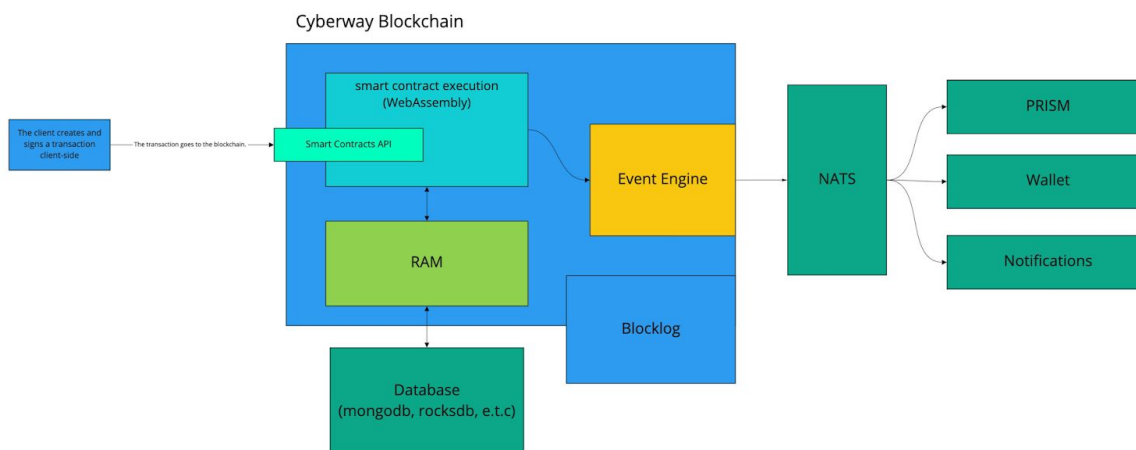 Cyberway Blockchain
The client creates and
signs a transaction
client-side
The transaction goes to the blockchain.
smart contract execution
(WebAssembly)
Smart Contracts API
RAM
Database
(mongodb, rocksdb, e.t.c)
Event Engine
Blocklog
NATS
PRISM
Wallet
Notifications